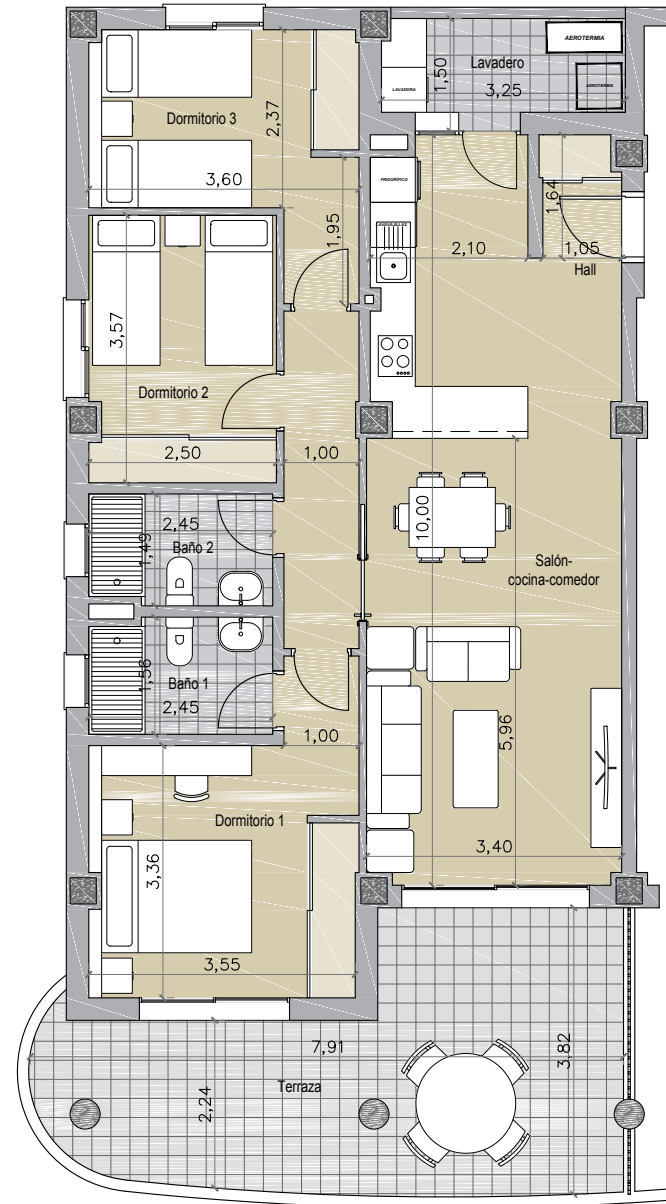 AEROTERMIA
Lavadero
1,50
3,25
LAVADORA
AEROTERMIA
Dormitorio 3
2,37
3,60
FRIGORÍFICO
1,64
1,95
2,10
1,05
Hall
3,57
Dormitorio 2
2,50
1,00
10,00
2,45
1,49
Baño 2
Salón-
cocina-comedor
1,56
Baño 1
2,45
1,00
5,96
Dormitorio 1
3,40
3,36
3,55
7,91
3,82
2,24
Terraza